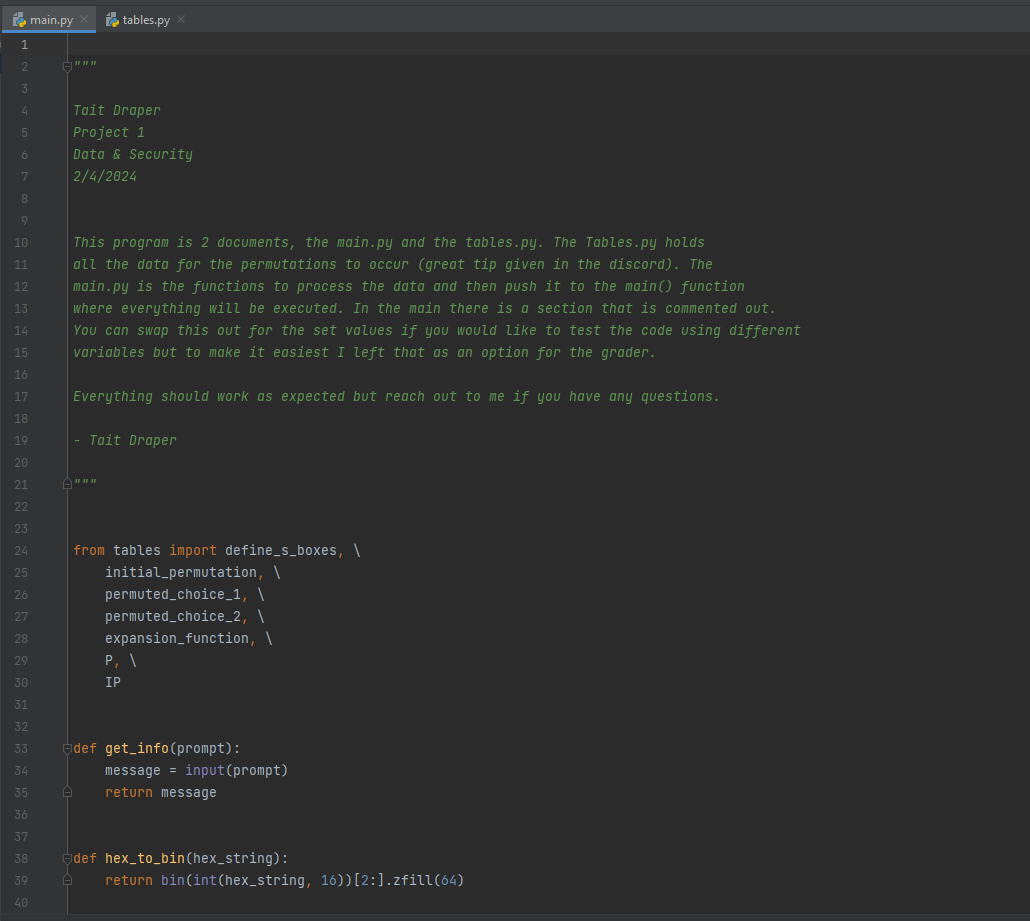 main.py tables.py
1
2 """
3
4 Tait Draper
5 Project 1
6 Data & Security
7 2/4/2024
8
9
10 This program is 2 documents, the main.py and the tables.py. The Tables.py holds
11 all the data for the permutations to occur (great tip given in the discord). The
12 main.py is the functions to process the data and then push it to the main() function
13 where everything will be executed. In the main there is a section that is commented out.
14 You can swap this out for the set values if you would like to test the code using different
15 variables but to make it easiest I left that as an option for the grader.
16
17 Everything should work as expected but reach out to me if you have any questions.
18
19 - Tait Draper
20
21 """
22
23
24 from tables import define_s_boxes, \
25     initial_permutation, \
26     permuted_choice_1, \
27     permuted_choice_2, \
28     expansion_function, \
29     P, \
30     IP
31
32
33 def get_info(prompt):
34     message = input(prompt)
35     return message
36
37
38 def hex_to_bin(hex_string):
39     return bin(int(hex_string, 16))[2:].zfill(64)
40